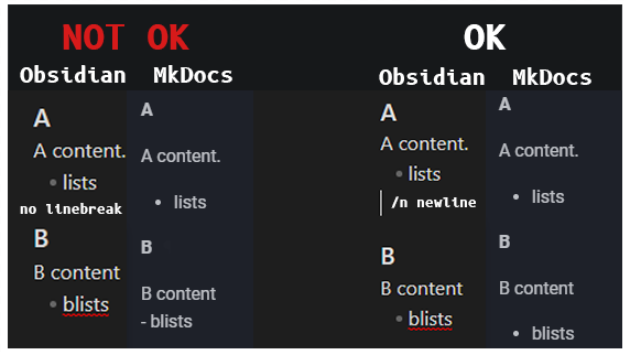 NOT OK
OK
Obsidian MkDocs
Obsidian MkDocs
A
A content.
• lists
no linebreak
B
B content
• blists
A
A content.
• lists
B
B content
- blists
A
A content.
• lists
/n newline
B
B content
• blists
A
A content.
• lists
B
B content
• blists